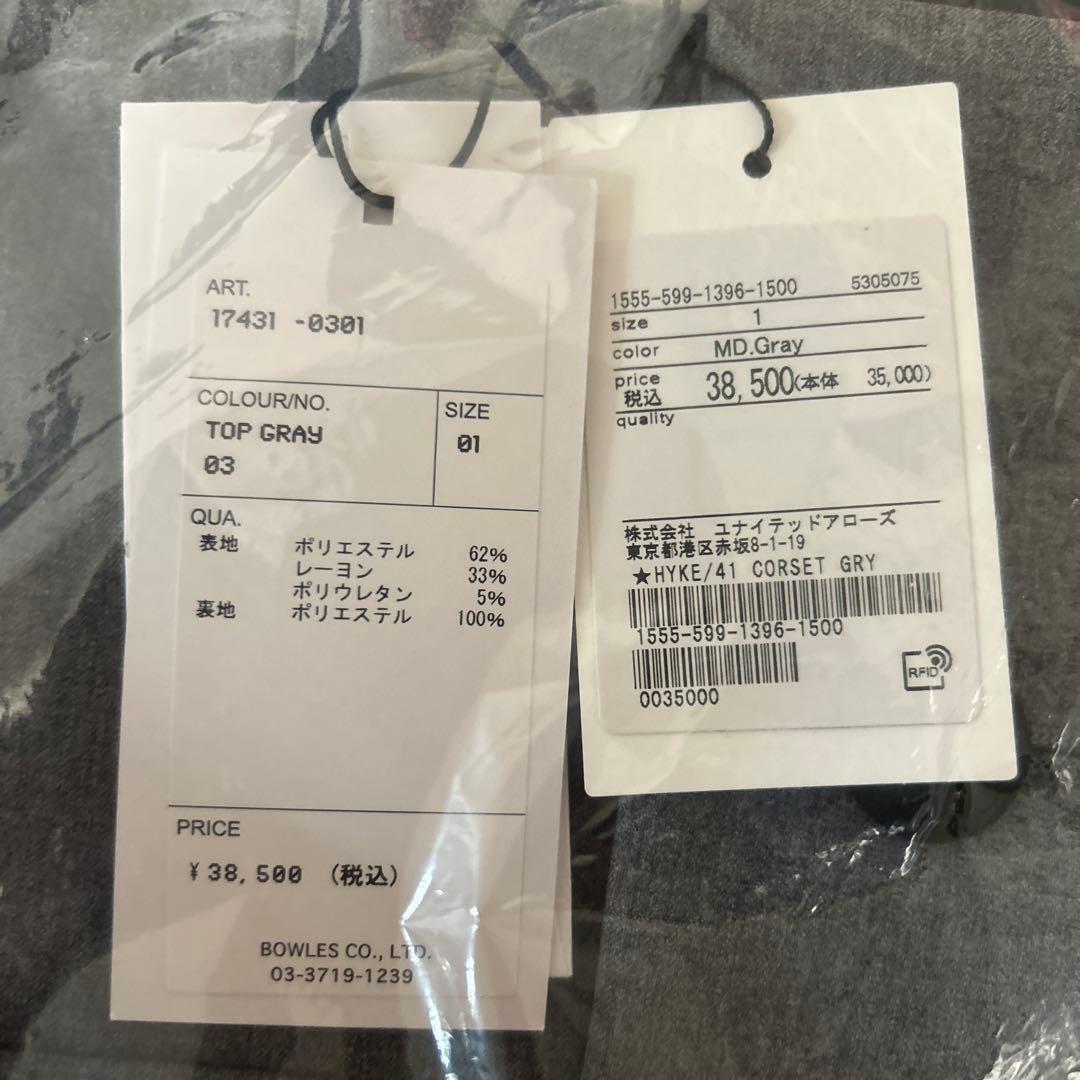 ART.
17431 -0301
COLOUR/NO.
TOP GRAY
03
SIZE
01
QUA.
表地 ポリエステル 62%
レーヨン 33%
ポリウレタン 5%
裏地 ポリエステル 100%
PRICE
¥38,500 (税込)
BOWLES CO., LTD.
03-3719-1239
1555-599-1396-1500 5305075
size 1
color MD.Gray
price 税込 38,500(本体 35,000)
quality
株式会社 ユナイテッドアローズ
東京都港区赤坂8-1-19
★HYKE/41 CORSET GRY
1555-599-1396-1500
RFID
0035000